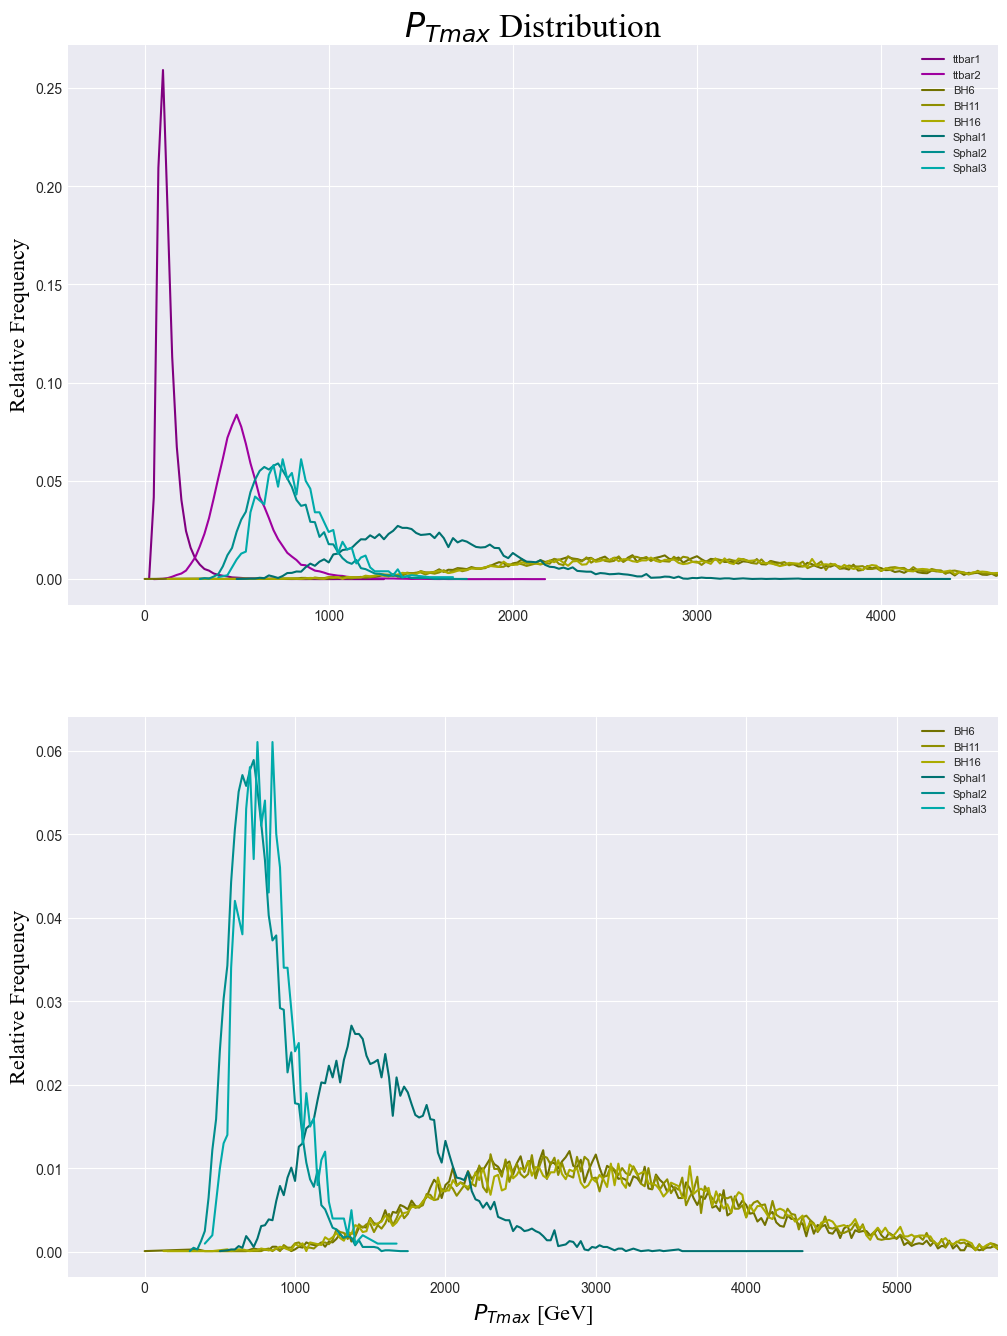 P_Tmax Distribution
Relative Frequency
0.25
0.20
0.15
0.10
0.05
0.00
ttbar1
ttbar2
BH6
BH11
BH16
Sphal1
Sphal2
Sphal3
0 1000 2000 3000 4000
Relative Frequency
0.06
0.05
0.04
0.03
0.02
0.01
0.00
BH6
BH11
BH16
Sphal1
Sphal2
Sphal3
0 1000 2000 3000 4000 5000
P_Tmax [GeV]